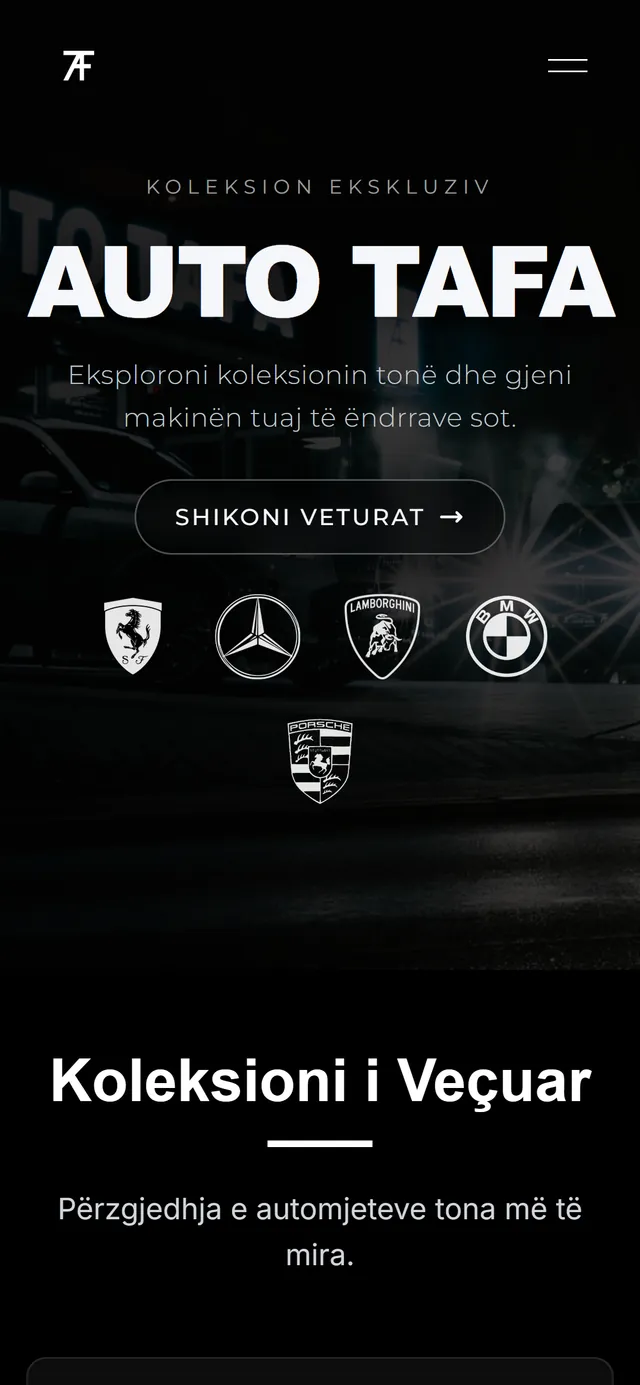 KOLEKSION EKSKLUZIV
AUTO TAFA
Eksploroni koleksionin tonë dhe gjeni
makinën tuaj të ëndrrave sot.
SHIKONI VETURAT →
S F
LAMBORGHINI
BMW
PORSCHE
Koleksioni i Veçuar
Përzgjedhja e automjeteve tona më të
mira.